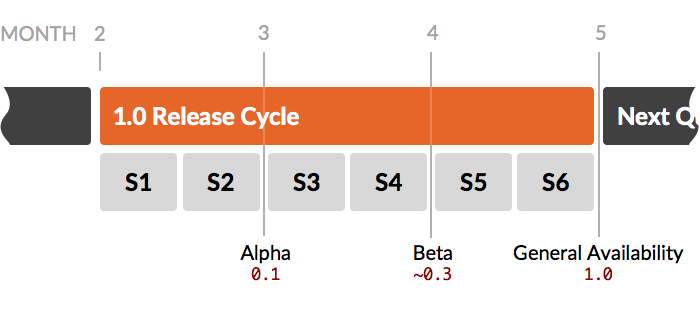 MONTH 2 3 4 5
1.0 Release Cycle Next Q
S1 S2 S3 S4 S5 S6
Alpha Beta General Availability
0.1 ~0.3 1.0